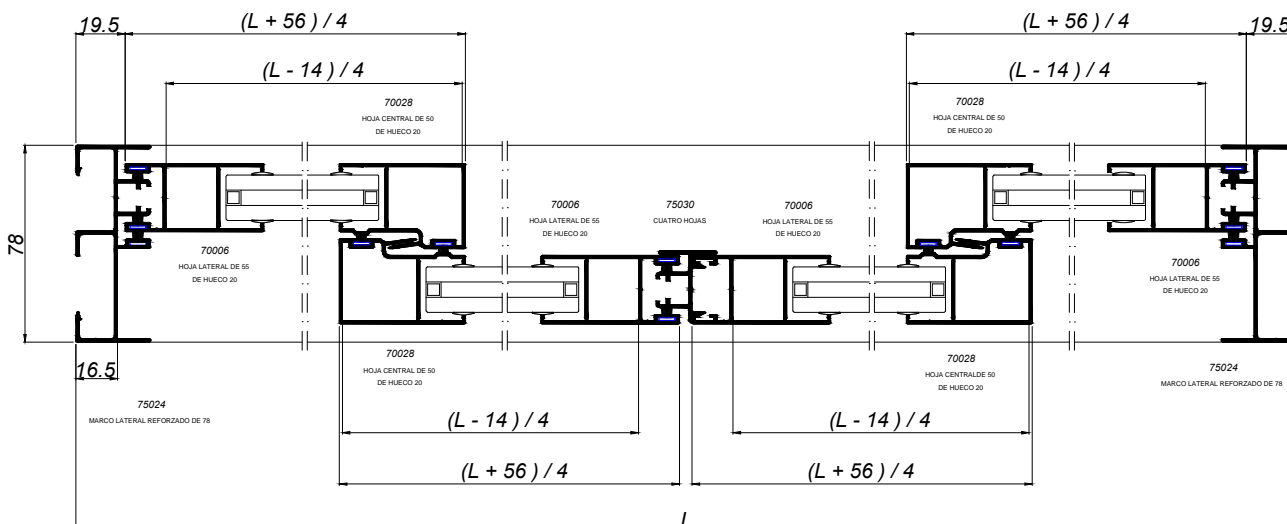 19.5
(L + 56 ) / 4
(L + 56 ) / 4
19.5
(L - 14 ) / 4
(L - 14 ) / 4
70028
HOJA CENTRAL DE 50
DE HUECO 20
70028
HOJA CENTRAL DE 50
DE HUECO 20
78
70006
HOJA LATERAL DE 55
DE HUECO 20
75030
CUATRO HOJAS
70006
HOJA LATERAL DE 55
DE HUECO 20
70006
HOJA LATERAL DE 55
DE HUECO 20
70006
HOJA LATERAL DE 55
DE HUECO 20
16.5
70028
HOJA CENTRAL DE 50
DE HUECO 20
70028
HOJA CENTRALDE 50
DE HUECO 20
75024
MARCO LATERAL REFORZADO DE 78
75024
MARCO LATERAL REFORZADO DE 78
(L - 14 ) / 4
(L - 14 ) / 4
(L + 56 ) / 4
(L + 56 ) / 4